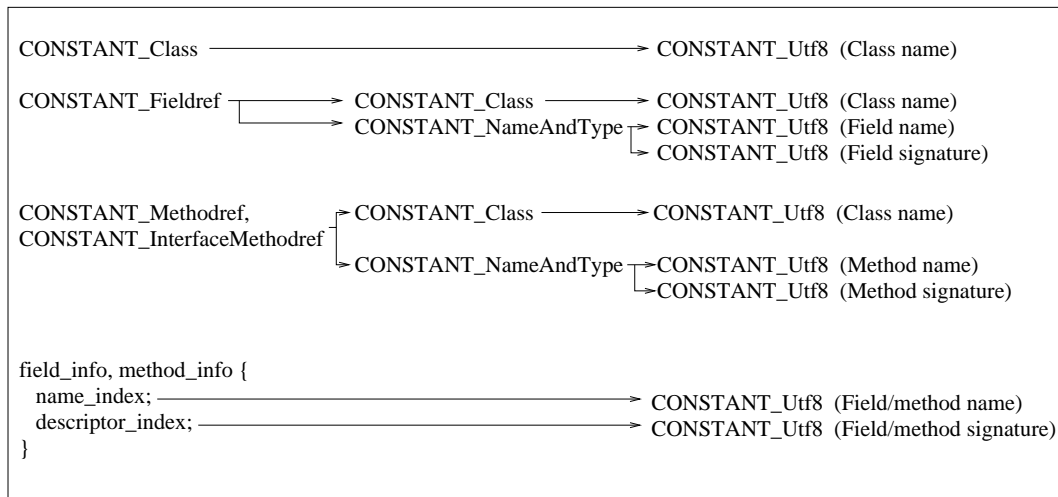 CONSTANT_Class CONSTANT_Utf8 (Class name)
CONSTANT_Fieldref CONSTANT_Class CONSTANT_Utf8 (Class name)
CONSTANT_NameAndType CONSTANT_Utf8 (Field name)
CONSTANT_Utf8 (Field signature)
CONSTANT_Methodref, CONSTANT_Class CONSTANT_Utf8 (Class name)
CONSTANT_InterfaceMethodref
CONSTANT_NameAndType CONSTANT_Utf8 (Method name)
CONSTANT_Utf8 (Method signature)
field_info, method_info {
name_index; CONSTANT_Utf8 (Field/method name)
descriptor_index; CONSTANT_Utf8 (Field/method signature)
}